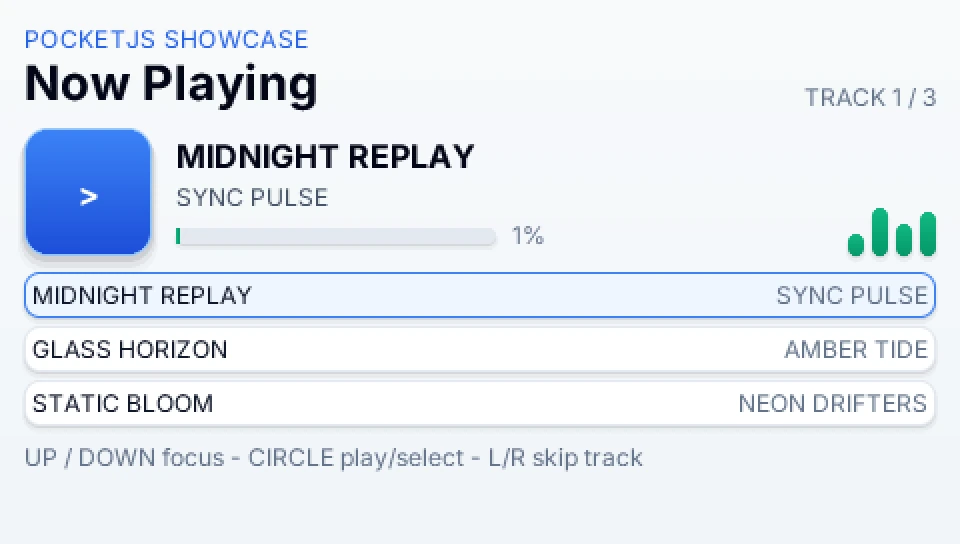 POCKETJS SHOWCASE
Now Playing
TRACK 1 / 3
>
MIDNIGHT REPLAY
SYNC PULSE
1%
MIDNIGHT REPLAY SYNC PULSE
GLASS HORIZON AMBER TIDE
STATIC BLOOM NEON DRIFTERS
UP / DOWN focus - CIRCLE play/select - L/R skip track